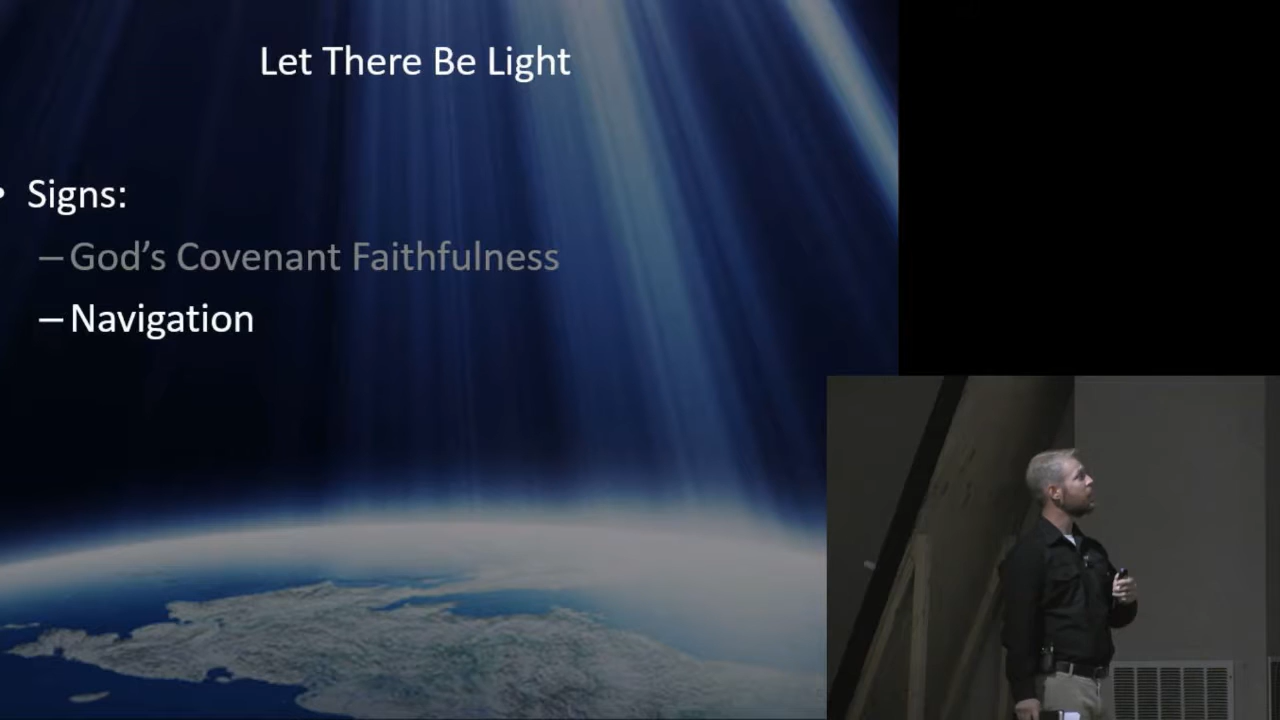 Let There Be Light
• Signs:
– God’s Covenant Faithfulness
– Navigation